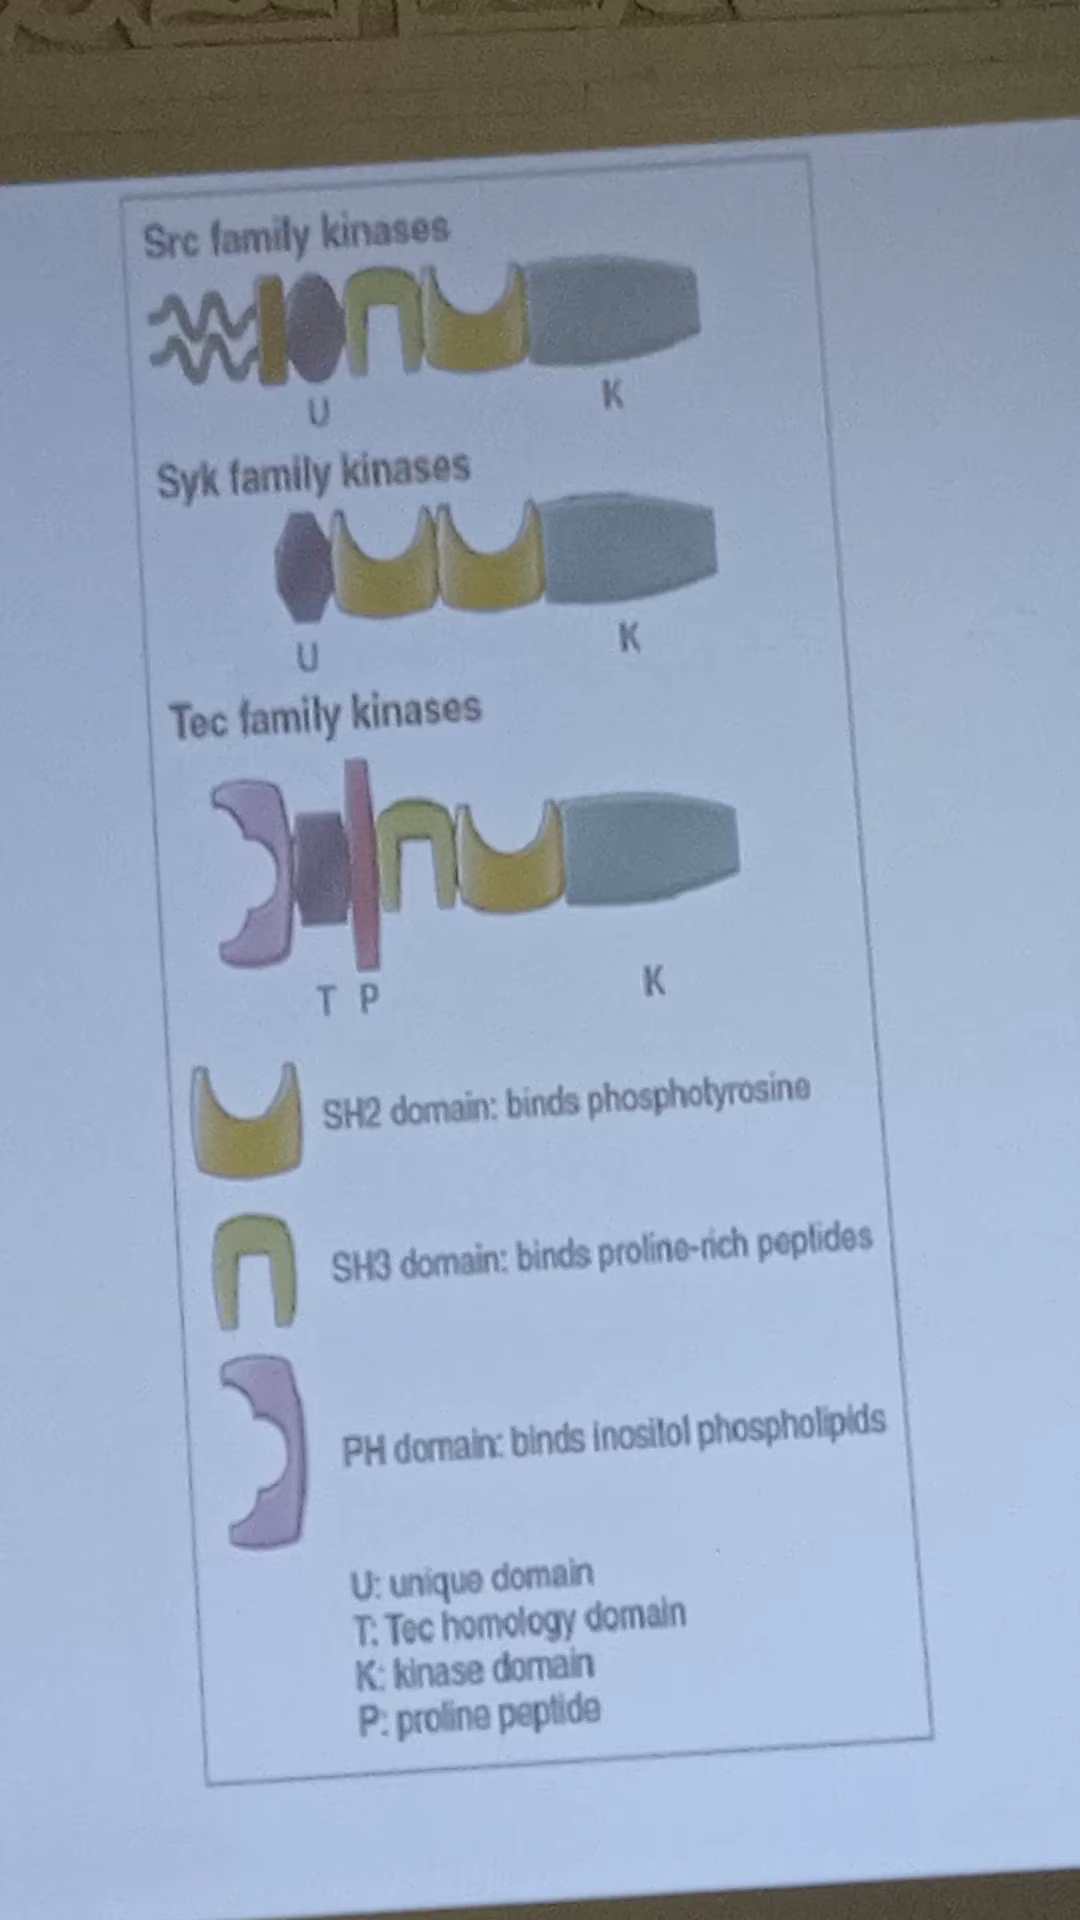 Src family kinases
U K
Syk family kinases
U K
Tec family kinases
T P K
SH2 domain: binds phosphotyrosine
SH3 domain: binds proline-rich peptides
PH domain: binds inositol phospholipids
U: unique domain
T: Tec homology domain
K: kinase domain
P: proline peptide